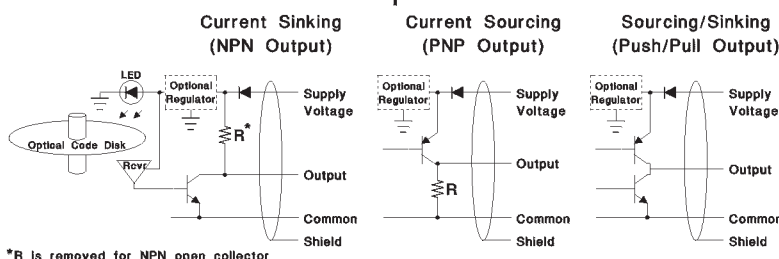 Current Sinking
(NPN Output)
LED
Optional
Regulator
Supply
Voltage
R*
Optical Code Disk
Rcvr
Output
Common
Shield
*R is removed for NPN open collector
Current Sourcing
(PNP Output)
Optional
Regulator
Supply
Voltage
Output
R
Common
Shield
Sourcing/Sinking
(Push/Pull Output)
Optional
Regulator
Supply
Voltage
Output
Common
Shield